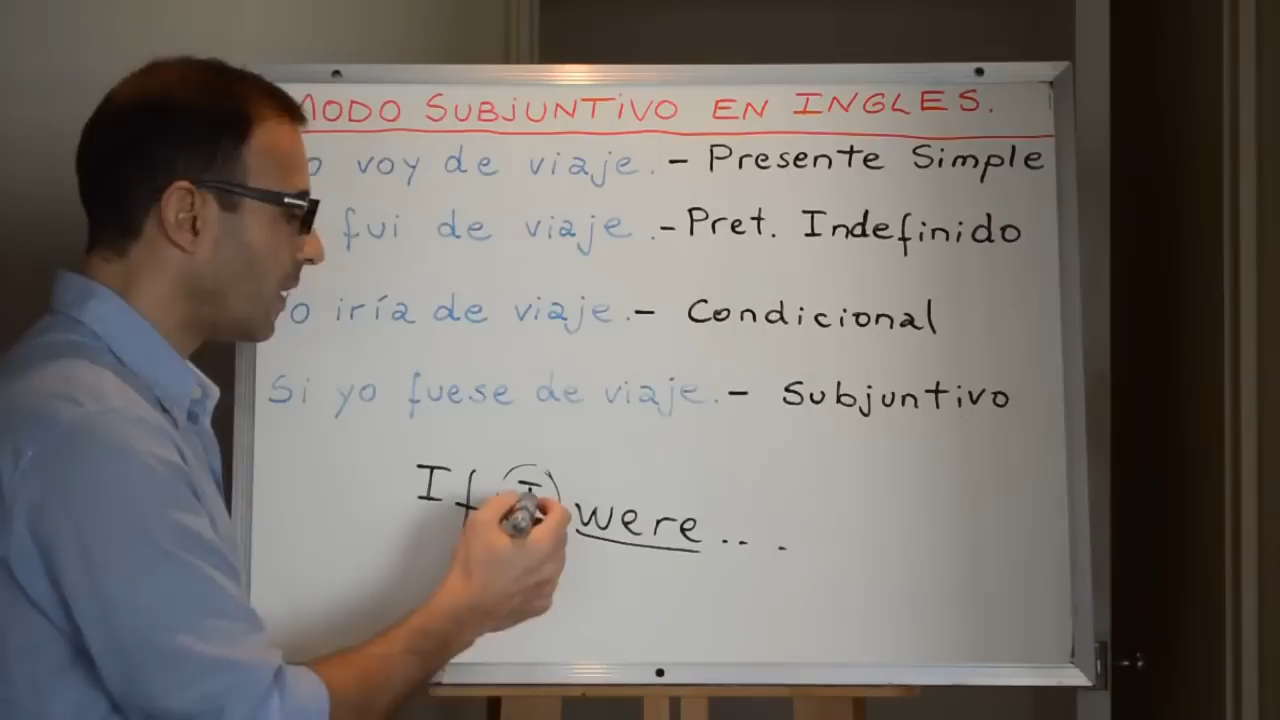 MODO SUBJUNTIVO EN INGLES.
voy de viaje. - Presente Simple
fui de viaje. - Pret. Indefinido
iría de viaje. - Condicional
Si yo fuese de viaje. - Subjuntivo
If I were...